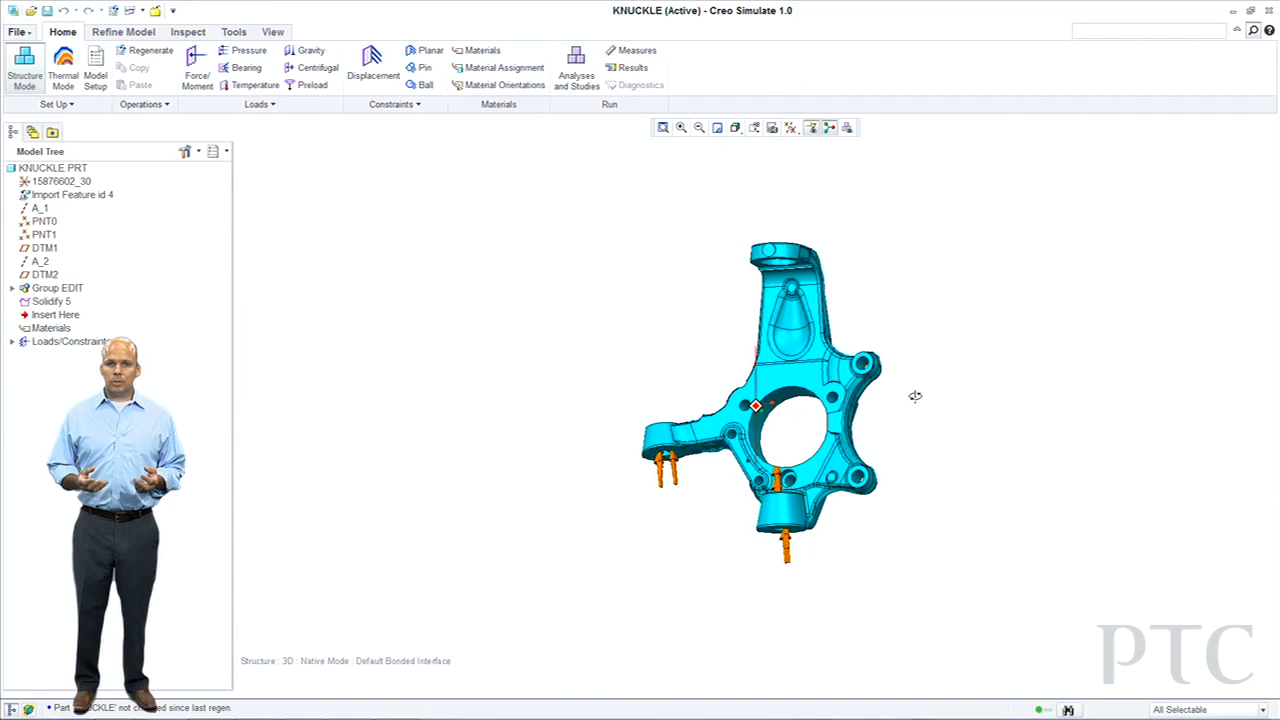 KNUCKLE (Active) - Creo Simulate 1.0
File
Home
Refine Model
Inspect
Tools
View
Structure Mode
Thermal Mode
Model Setup
Regenerate
Copy
Paste
Force/Moment
Pressure
Bearing
Temperature
Gravity
Centrifugal
Preload
Displacement
Planar
Pin
Ball
Materials
Material Assignment
Material Orientations
Analyses and Studies
Measures
Results
Diagnostics
Set Up
Operations
Loads
Constraints
Materials
Run
Model Tree
KNUCKLE.PRT
15876602_30
Import Feature id 4
A_1
PNT0
PNT1
DTM1
A_2
DTM2
Group EDIT
Solidify 5
Insert Here
Materials
Structure : 3D : Native Mode : Default Bonded Interface
PTC
not
since last regen.
All Selectable